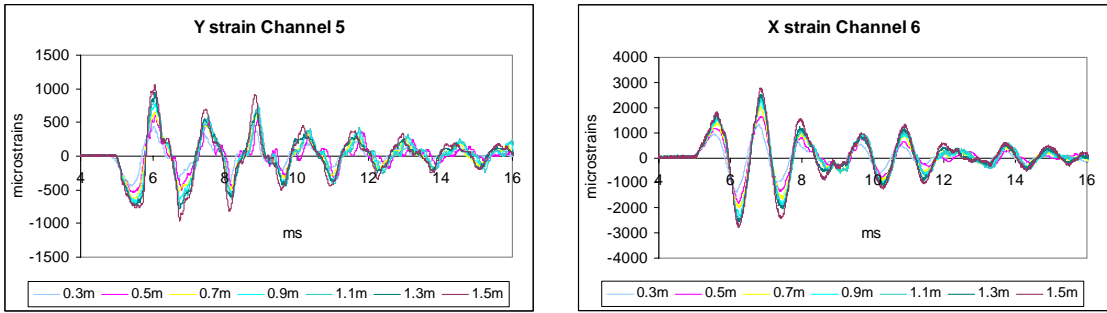 Y strain Channel 5
1500
1000
500
0
-500
-1000
-1500
4 6 8 10 12 14 16
microstrains
ms
0.3m 0.5m 0.7m 0.9m 1.1m 1.3m 1.5m
X strain Channel 6
4000
3000
2000
1000
0
-1000
-2000
-3000
-4000
4 6 8 10 12 14 16
microstrains
ms
0.3m 0.5m 0.7m 0.9m 1.1m 1.3m 1.5m